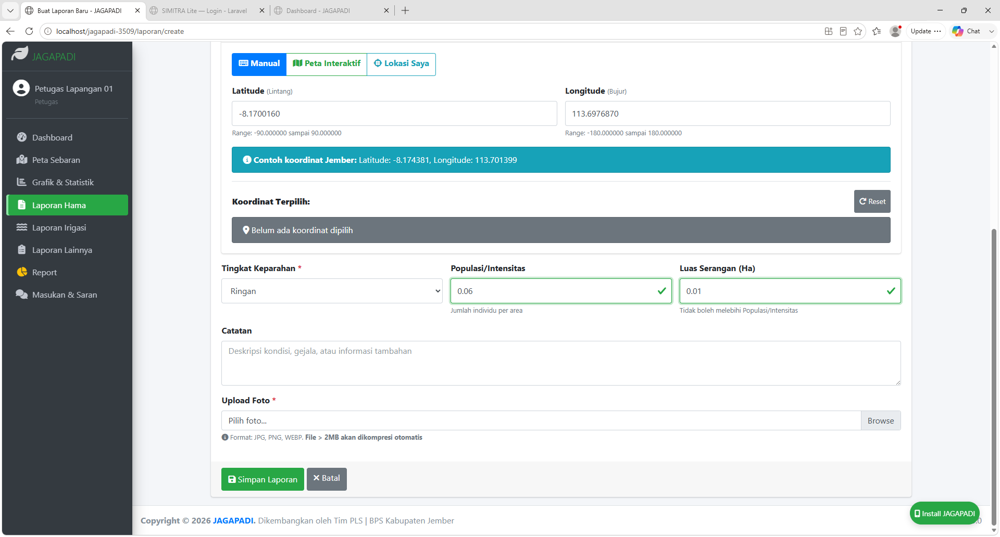 Buat Laporan Baru - JAGAPADI
SIMITRA Lite — Login - Laravel
Dashboard - JAGAPADI
localhost/jagapadi-3509/laporan/create
Update
Chat
JAGAPADI
Petugas Lapangan 01
Petugas
Dashboard
Peta Sebaran
Grafik & Statistik
Laporan Hama
Laporan Irigasi
Laporan Lainnya
Report
Masukan & Saran
Manual
Peta Interaktif
Lokasi Saya
Latitude (Lintang)
Longitude (Bujur)
-8.1700160
113.6976870
Range: -90.000000 sampai 90.000000
Range: -180.000000 sampai 180.000000
Contoh koordinat Jember: Latitude: -8.174381, Longitude: 113.701399
Koordinat Terpilih:
Reset
Belum ada koordinat dipilih
Tingkat Keparahan *
Populasi/Intensitas
Luas Serangan (Ha)
Ringan
0.06
0.01
Jumlah individu per area
Tidak boleh melebihi Populasi/Intensitas
Catatan
Deskripsi kondisi, gejala, atau informasi tambahan
Upload Foto *
Pilih foto...
Browse
Format: JPG, PNG, WEBP. File > 2MB akan dikompresi otomatis
Simpan Laporan
Batal
Install JAGAPADI
Copyright © 2026 JAGAPADI. Dikembangkan oleh Tim PLS | BPS Kabupaten Jember